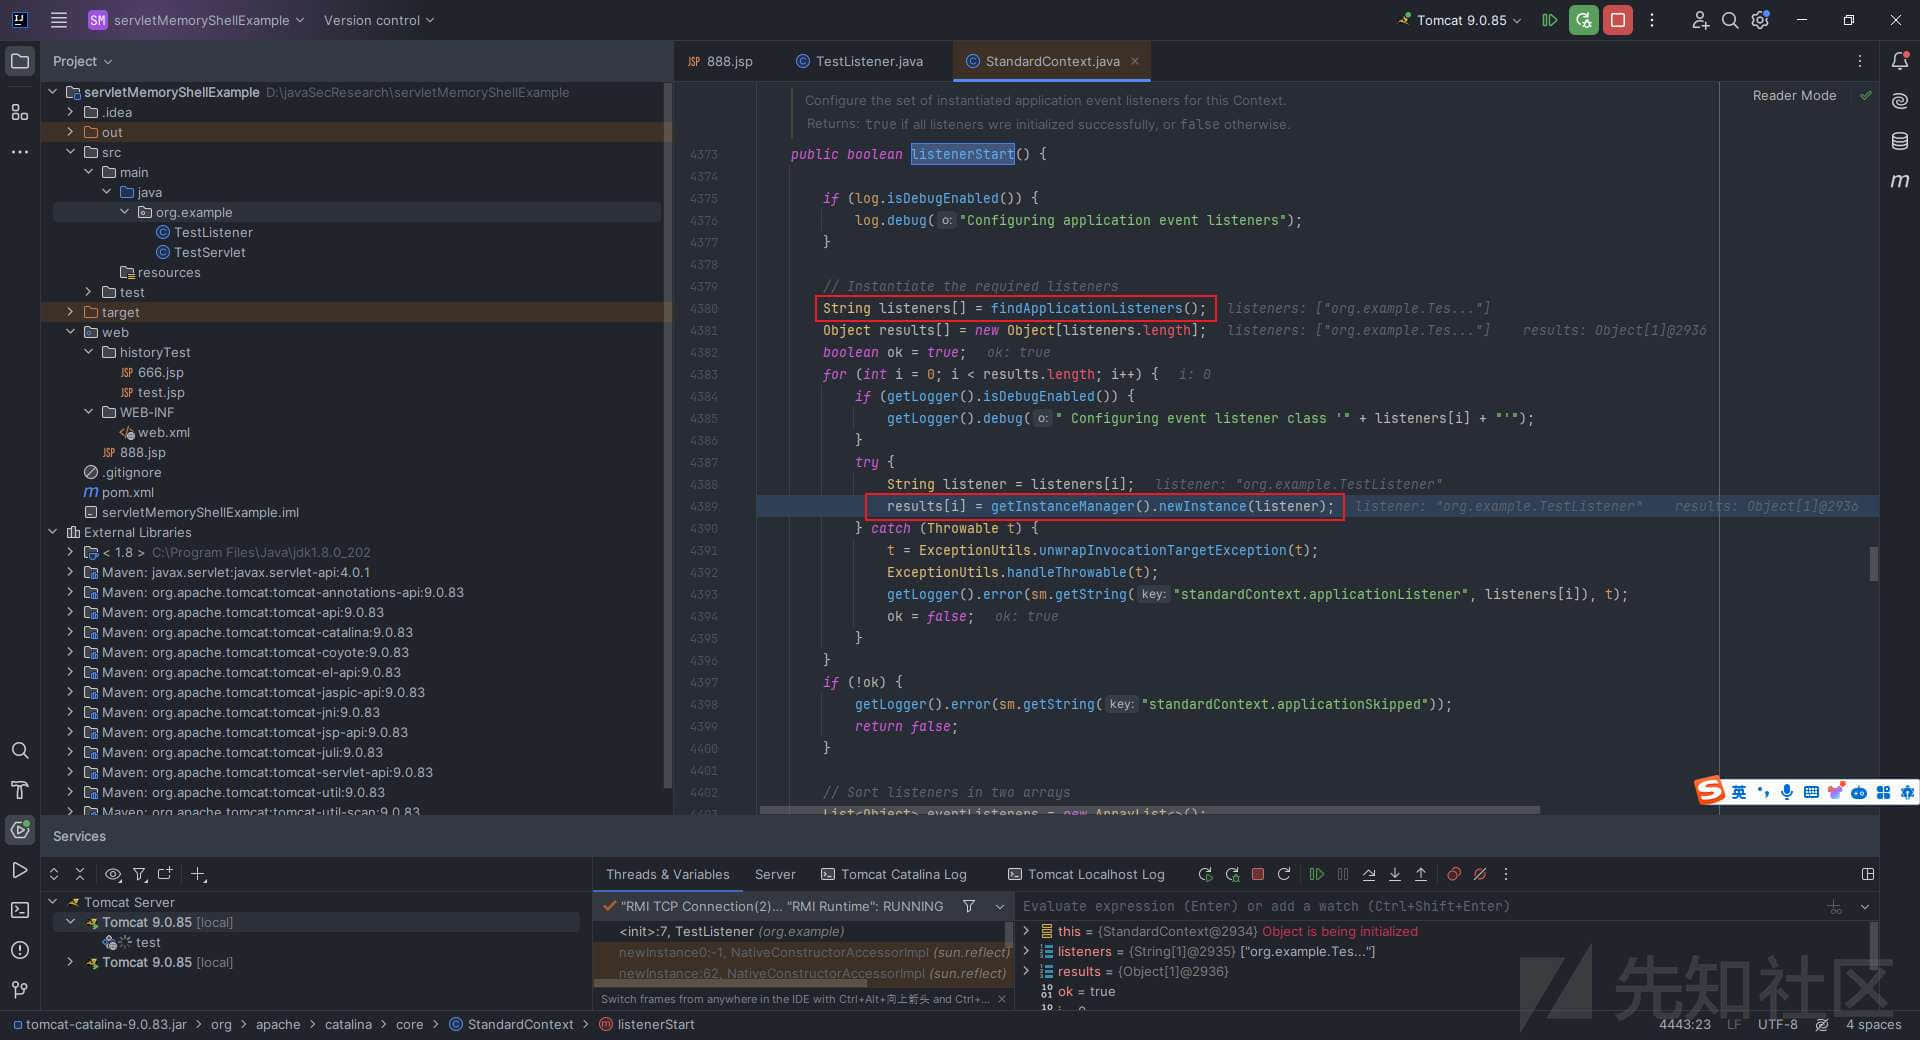 SM servletMemoryShellExample Version control Tomcat 9.0.85
Project
servletMemoryShellExample D:\javaSecResearch\servletMemoryShellExample
.idea
out
src
main
java
org.example
TestListener
TestServlet
resources
test
target
web
historyTest
JSP 666.jsp
JSP test.jsp
WEB-INF
web.xml
JSP 888.jsp
.gitignore
m pom.xml
servletMemoryShellExample.iml
External Libraries
< 1.8 > C:\Program Files\Java\jdk1.8.0_202
Maven: javax.servlet:javax.servlet-api:4.0.1
Maven: org.apache.tomcat:tomcat-annotations-api:9.0.83
Maven: org.apache.tomcat:tomcat-api:9.0.83
Maven: org.apache.tomcat:tomcat-catalina:9.0.83
Maven: org.apache.tomcat:tomcat-coyote:9.0.83
Maven: org.apache.tomcat:tomcat-el-api:9.0.83
Maven: org.apache.tomcat:tomcat-jaspic-api:9.0.83
Maven: org.apache.tomcat:tomcat-jni:9.0.83
Maven: org.apache.tomcat:tomcat-jsp-api:9.0.83
Maven: org.apache.tomcat:tomcat-juli:9.0.83
Maven: org.apache.tomcat:tomcat-servlet-api:9.0.83
Maven: org.apache.tomcat:tomcat-util:9.0.83
Maven: org.apache.tomcat:tomcat-util-scan:9.0.83
JSP 888.jsp TestListener.java StandardContext.java
Reader Mode
Configure the set of instantiated application event listeners for this Context.
Returns: true if all listeners wre initialized successfully, or false otherwise.
4373 public boolean listenerStart() {
4374
4375 if (log.isDebugEnabled()) {
4376 log.debug( o: "Configuring application event listeners");
4377 }
4378
4379 // Instantiate the required listeners
4380 String listeners[] = findApplicationListeners(); listeners: ["org.example.Tes..."]
4381 Object results[] = new Object[listeners.length]; listeners: ["org.example.Tes..."] results: Object[1]@2936
4382 boolean ok = true; ok: true
4383 for (int i = 0; i < results.length; i++) { i: 0
4384 if (getLogger().isDebugEnabled()) {
4385 getLogger().debug( o: " Configuring event listener class '" + listeners[i] + "'");
4386 }
4387 try {
4388 String listener = listeners[i]; listener: "org.example.TestListener"
4389 results[i] = getInstanceManager().newInstance(listener); listener: "org.example.TestListener" results: Object[1]@2936
4390 } catch (Throwable t) {
4391 t = ExceptionUtils.unwrapInvocationTargetException(t);
4392 ExceptionUtils.handleThrowable(t);
4393 getLogger().error(sm.getString( key: "standardContext.applicationListener", listeners[i]), t);
4394 ok = false; ok: true
4395 }
4396 }
4397 if (!ok) {
4398 getLogger().error(sm.getString( key: "standardContext.applicationSkipped"));
4399 return false;
4400 }
4401
4402 // Sort listeners in two arrays
4403 List<Object> eventListeners = new ArrayList<>();
英
Services
Tomcat Server
Tomcat 9.0.85 [local]
test
Tomcat 9.0.85 [local]
Threads & Variables Server Tomcat Catalina Log Tomcat Localhost Log
"RMI TCP Connection(2)... "RMI Runtime": RUNNING
<init>:7, TestListener (org.example)
newInstance0:-1, NativeConstructorAccessorImpl (sun.reflect)
newInstance:62, NativeConstructorAccessorImpl (sun.reflect)
Switch frames from anywhere in the IDE with Ctrl+Alt+向上箭头 and Ctrl+...
Evaluate expression (Enter) or add a watch (Ctrl+Shift+Enter)
this = {StandardContext@2934} Object is being initialized
listeners = {String[1]@2935} ["org.example.Tes..."]
results = {Object[1]@2936}
ok = true
先知社区
tomcat-catalina-9.0.83.jar > org > apache > catalina > core > StandardContext > listenerStart
4443:23 LF UTF-8 4 spaces